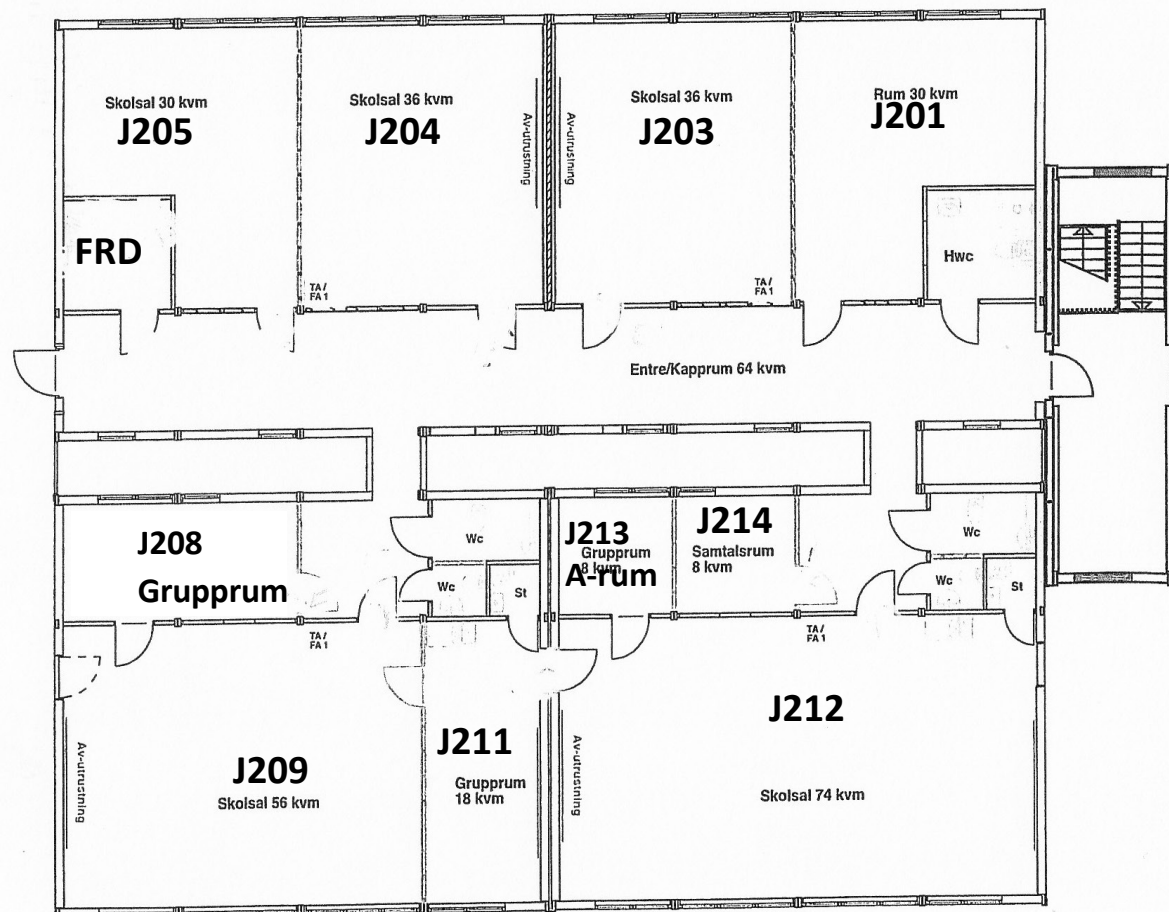 Skolsal 30 kvm
J205
Skolsal 36 kvm
J204
Av-utrustning
Av-utrustning
Skolsal 36 kvm
J203
Rum 30 kvm
J201
FRD
Hwc
TA /
FA 1
TA /
FA 1
Entre/Kapprum 64 kvm
J208
Grupprum
Wc
Wc
St
J213
Grupprum
8 kvm
A-rum
J214
Samtalsrum
8 kvm
Wc
Wc
St
TA /
FA 1
TA /
FA 1
Av-utrustning
J209
Skolsal 56 kvm
J211
Grupprum
18 kvm
Av-utrustning
J212
Skolsal 74 kvm